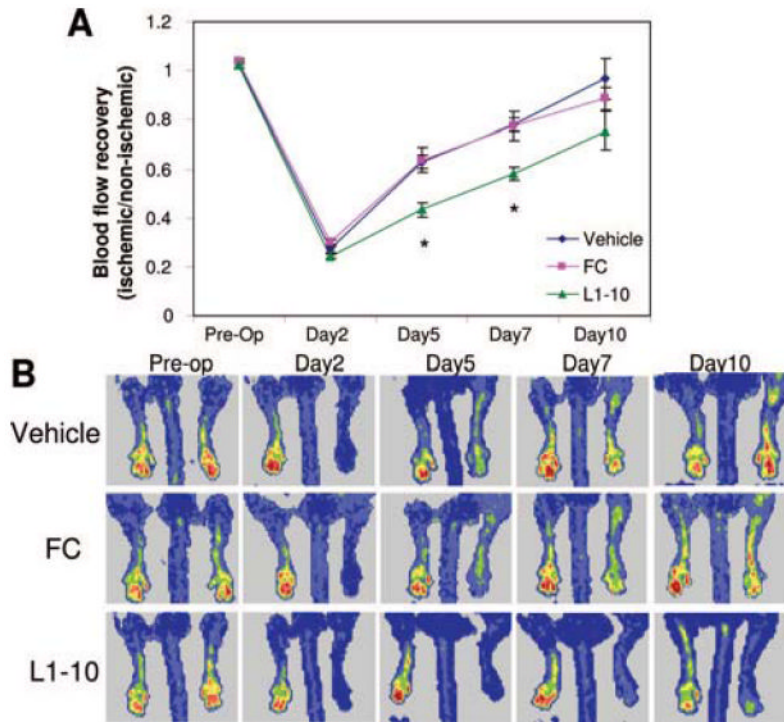 A
Blood flow recovery
(ischemic/non-ischemic)
1.2
1
0.8
0.6
0.4
0.2
0
*
*
Vehicle
FC
L1-10
Pre-Op Day2 Day5 Day7 Day10
B
Pre-op Day2 Day5 Day7 Day10
Vehicle
FC
L1-10